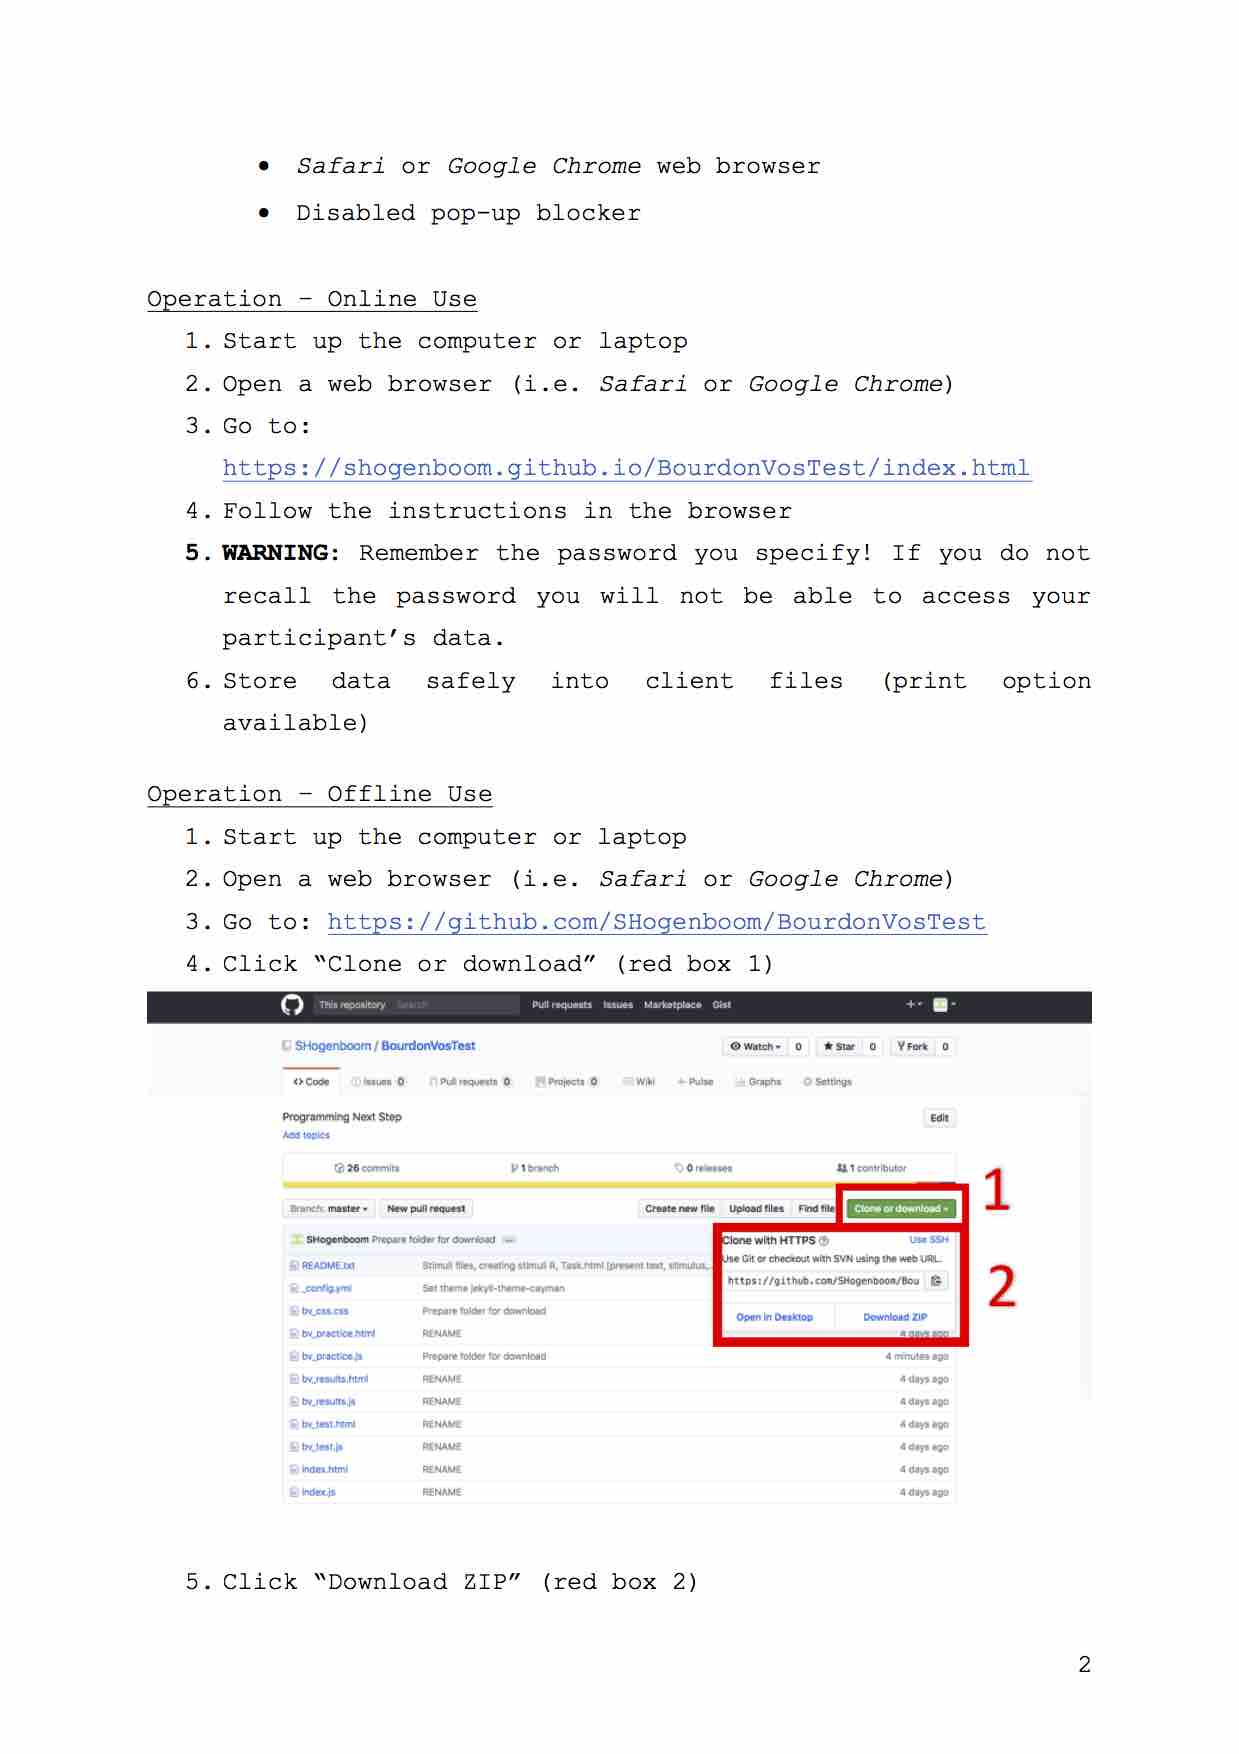 • Safari or Google Chrome web browser
• Disabled pop-up blocker
Operation – Online Use
1. Start up the computer or laptop
2. Open a web browser (i.e. Safari or Google Chrome)
3. Go to:
https://shogenboom.github.io/BourdonVosTest/index.html
4. Follow the instructions in the browser
5. WARNING: Remember the password you specify! If you do not
recall the password you will not be able to access your
participant’s data.
6. Store data safely into client files (print option
available)
Operation – Offline Use
1. Start up the computer or laptop
2. Open a web browser (i.e. Safari or Google Chrome)
3. Go to: https://github.com/SHogenboom/BourdonVosTest
4. Click “Clone or download” (red box 1)
This repository Search Pull requests Issues Marketplace Gist
SHogenboom / BourdonVosTest Watch 0 Star 0 Fork 0
<> Code Issues 0 Pull requests 0 Projects 0 Wiki Pulse Graphs Settings
Programming Next Step Edit
Add topics
26 commits 1 branch 0 releases 1 contributor
1
Branch: master New pull request Create new file Upload files Find file Clone or download
SHogenboom Prepare folder for download ... Clone with HTTPS Use SSH
Use Git or checkout with SVN using the web URL.
README.txt Stimuli files, creating stimuli R, Task.html (present text, stimulus,...
https://github.com/SHogenboom/Bou
2
_config.yml Set theme jekyll-theme-cayman
bv_css.css Prepare folder for download Open in Desktop Download ZIP
bv_practice.html RENAME 4 days ago
bv_practice.js Prepare folder for download 4 minutes ago
bv_results.html RENAME 4 days ago
bv_results.js RENAME 4 days ago
bv_test.html RENAME 4 days ago
bv_test.js RENAME 4 days ago
index.html RENAME 4 days ago
index.js RENAME 4 days ago
5. Click “Download ZIP” (red box 2)
2